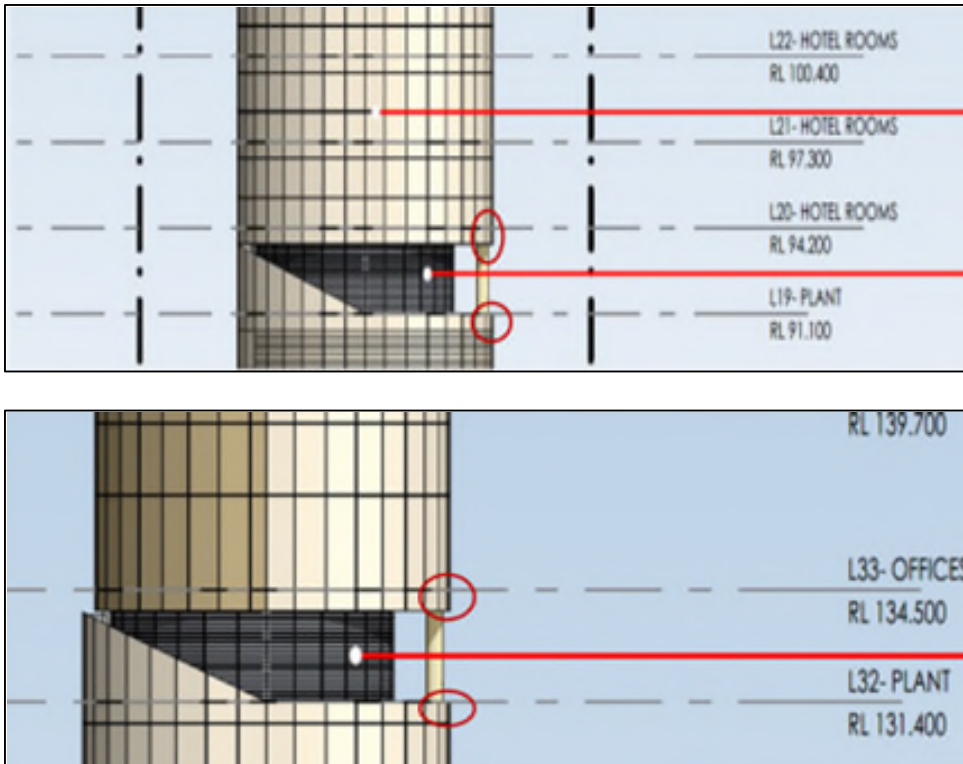 L22- HOTEL ROOMS
RL 100.400
L21- HOTEL ROOMS
RL 97.300
L20- HOTEL ROOMS
RL 94.200
L19- PLANT
RL 91.100
RL 139.700
L33- OFFICES
RL 134.500
L32- PLANT
RL 131.400